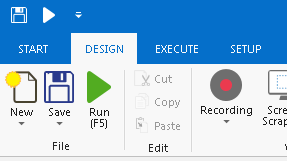 START DESIGN EXECUTE SETUP
New Save Run (F5)
File
Cut
Copy
Paste
Edit
Recording